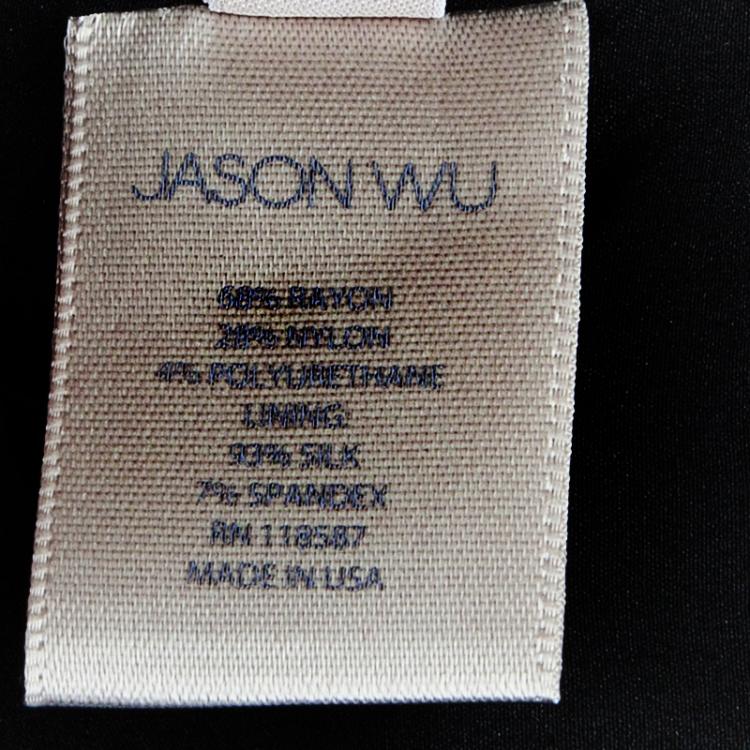 JASON WU
68% RAYON
28% NYLON
4% POLYURETHANE
LINING:
93% SILK
7% SPANDEX
RN 118587
MADE IN USA